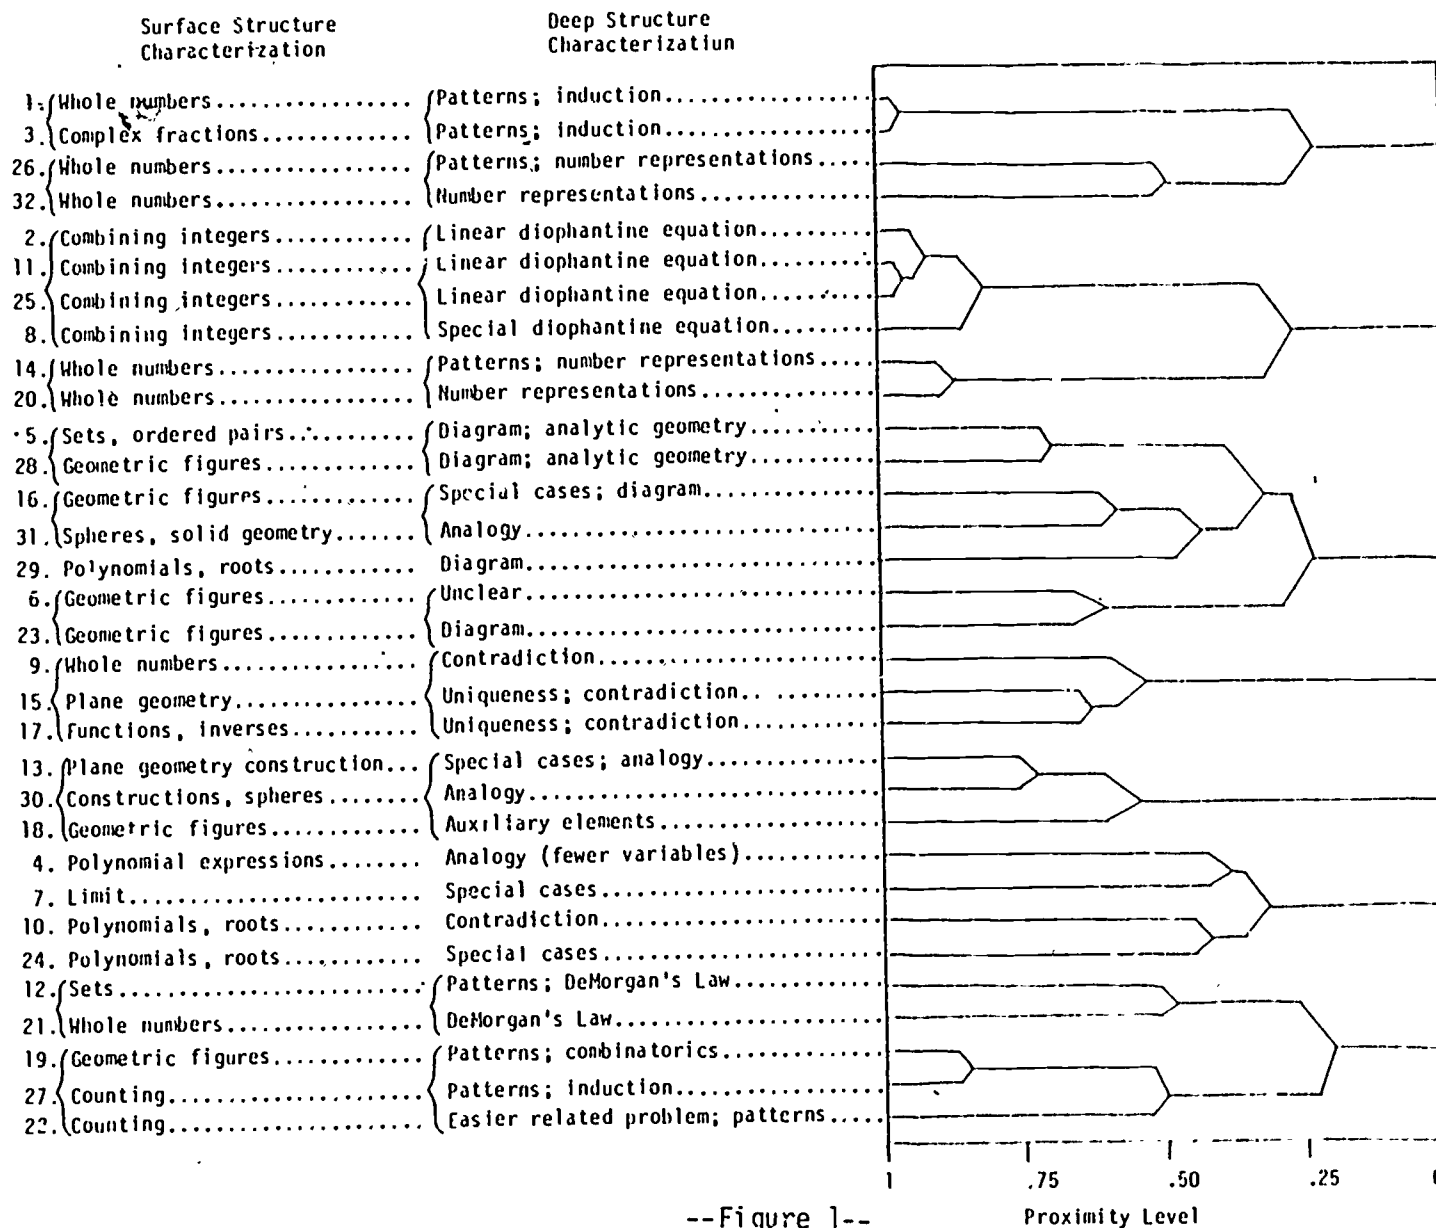 Surface Structure Deep Structure
Characterization Characterizatiun
1. Whole numbers................. Patterns; induction..................
3. Complex fractions............ Patterns; induction..................
26. Whole numbers................ Patterns; number representations.....
32. Whole numbers................ Number representations...............
2. Combining integers............ Linear diophantine equation..........
11. Combining integers........... Linear diophantine equation..........
25. Combining integers........... Linear diophantine equation..........
8. Combining integers............ Special diophantine equation.........
14. Whole numbers................ Patterns; number representations.....
20. Whole numbers................ Number representations...............
5. Sets, ordered pairs........... Diagram; analytic geometry...........
28. Geometric figures............ Diagram; analytic geometry...........
16. Geometric figures............ Special cases; diagram...............
31. Spheres, solid geometry....... Analogy..............................
29. Polynomials, roots............ Diagram..............................
6. Geometric figures............. Unclear..............................
23. Geometric figures............ Diagram..............................
9. Whole numbers................. Contradiction........................
15. Plane geometry............... Uniqueness; contradiction.. .........
17. Functions, inverses........... Uniqueness; contradiction............
13. Plane geometry construction... Special cases; analogy...............
30. Constructions, spheres........ Analogy..............................
18. Geometric figures............ Auxiliary elements...................
4. Polynomial expressions........ Analogy (fewer variables)............
7. Limit......................... Special cases........................
10. Polynomials, roots............ Contradiction........................
24. Polynomials, roots............ Special cases........................
12. Sets......................... Patterns; DeMorgan's Law.............
21. Whole numbers................ DeMorgan's Law.......................
19. Geometric figures............ Patterns; combinatorics..............
27. Counting..................... Patterns; induction..................
22. Counting..................... Easier related problem; patterns.....
1 .75 .50 .25
--Figure 1-- Proximity Level